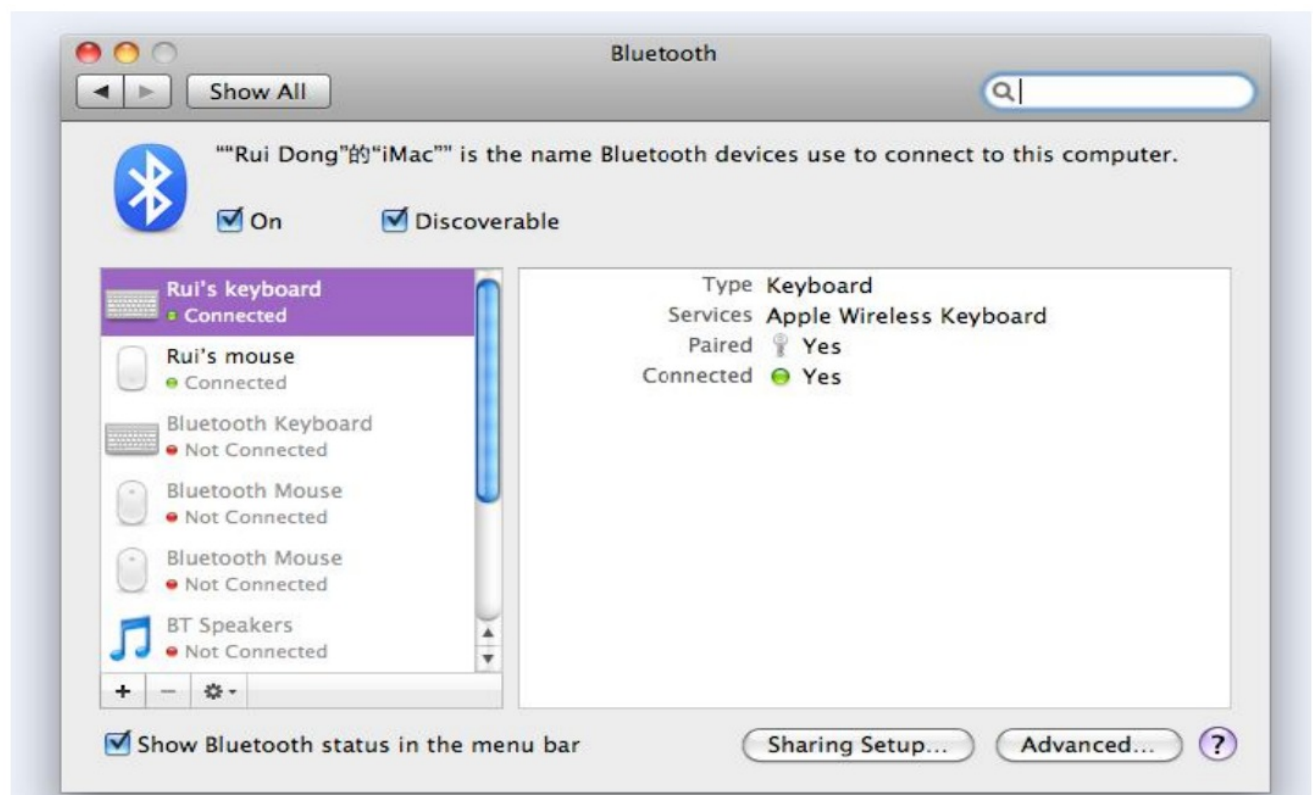 Bluetooth
Show All
““Rui Dong”的“iMac”” is the name Bluetooth devices use to connect to this computer.
On Discoverable
Rui's keyboard
Connected
Rui's mouse
Connected
Bluetooth Keyboard
Not Connected
Bluetooth Mouse
Not Connected
Bluetooth Mouse
Not Connected
BT Speakers
Not Connected
Type Keyboard
Services Apple Wireless Keyboard
Paired Yes
Connected Yes
Show Bluetooth status in the menu bar
Sharing Setup... Advanced... ?